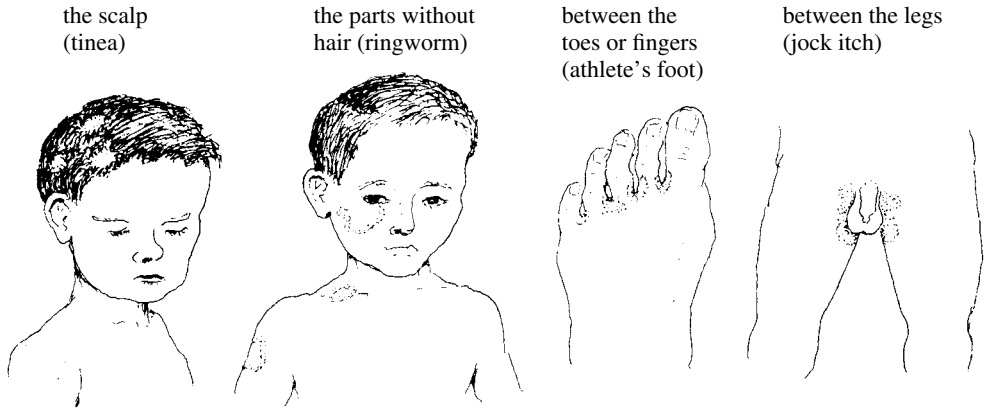 the scalp
(tinea)
the parts without
hair (ringworm)
between the
toes or fingers
(athlete’s foot)
between the legs
(jock itch)